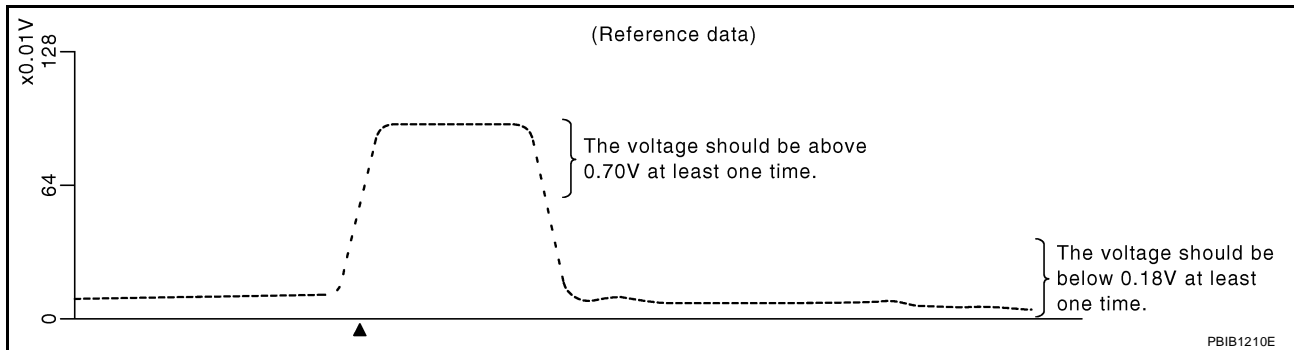 (Reference data)
x0.01V
128
64
0
The voltage should be above
0.70V at least one time.
The voltage should be
below 0.18V at least
one time.
PBIB1210E